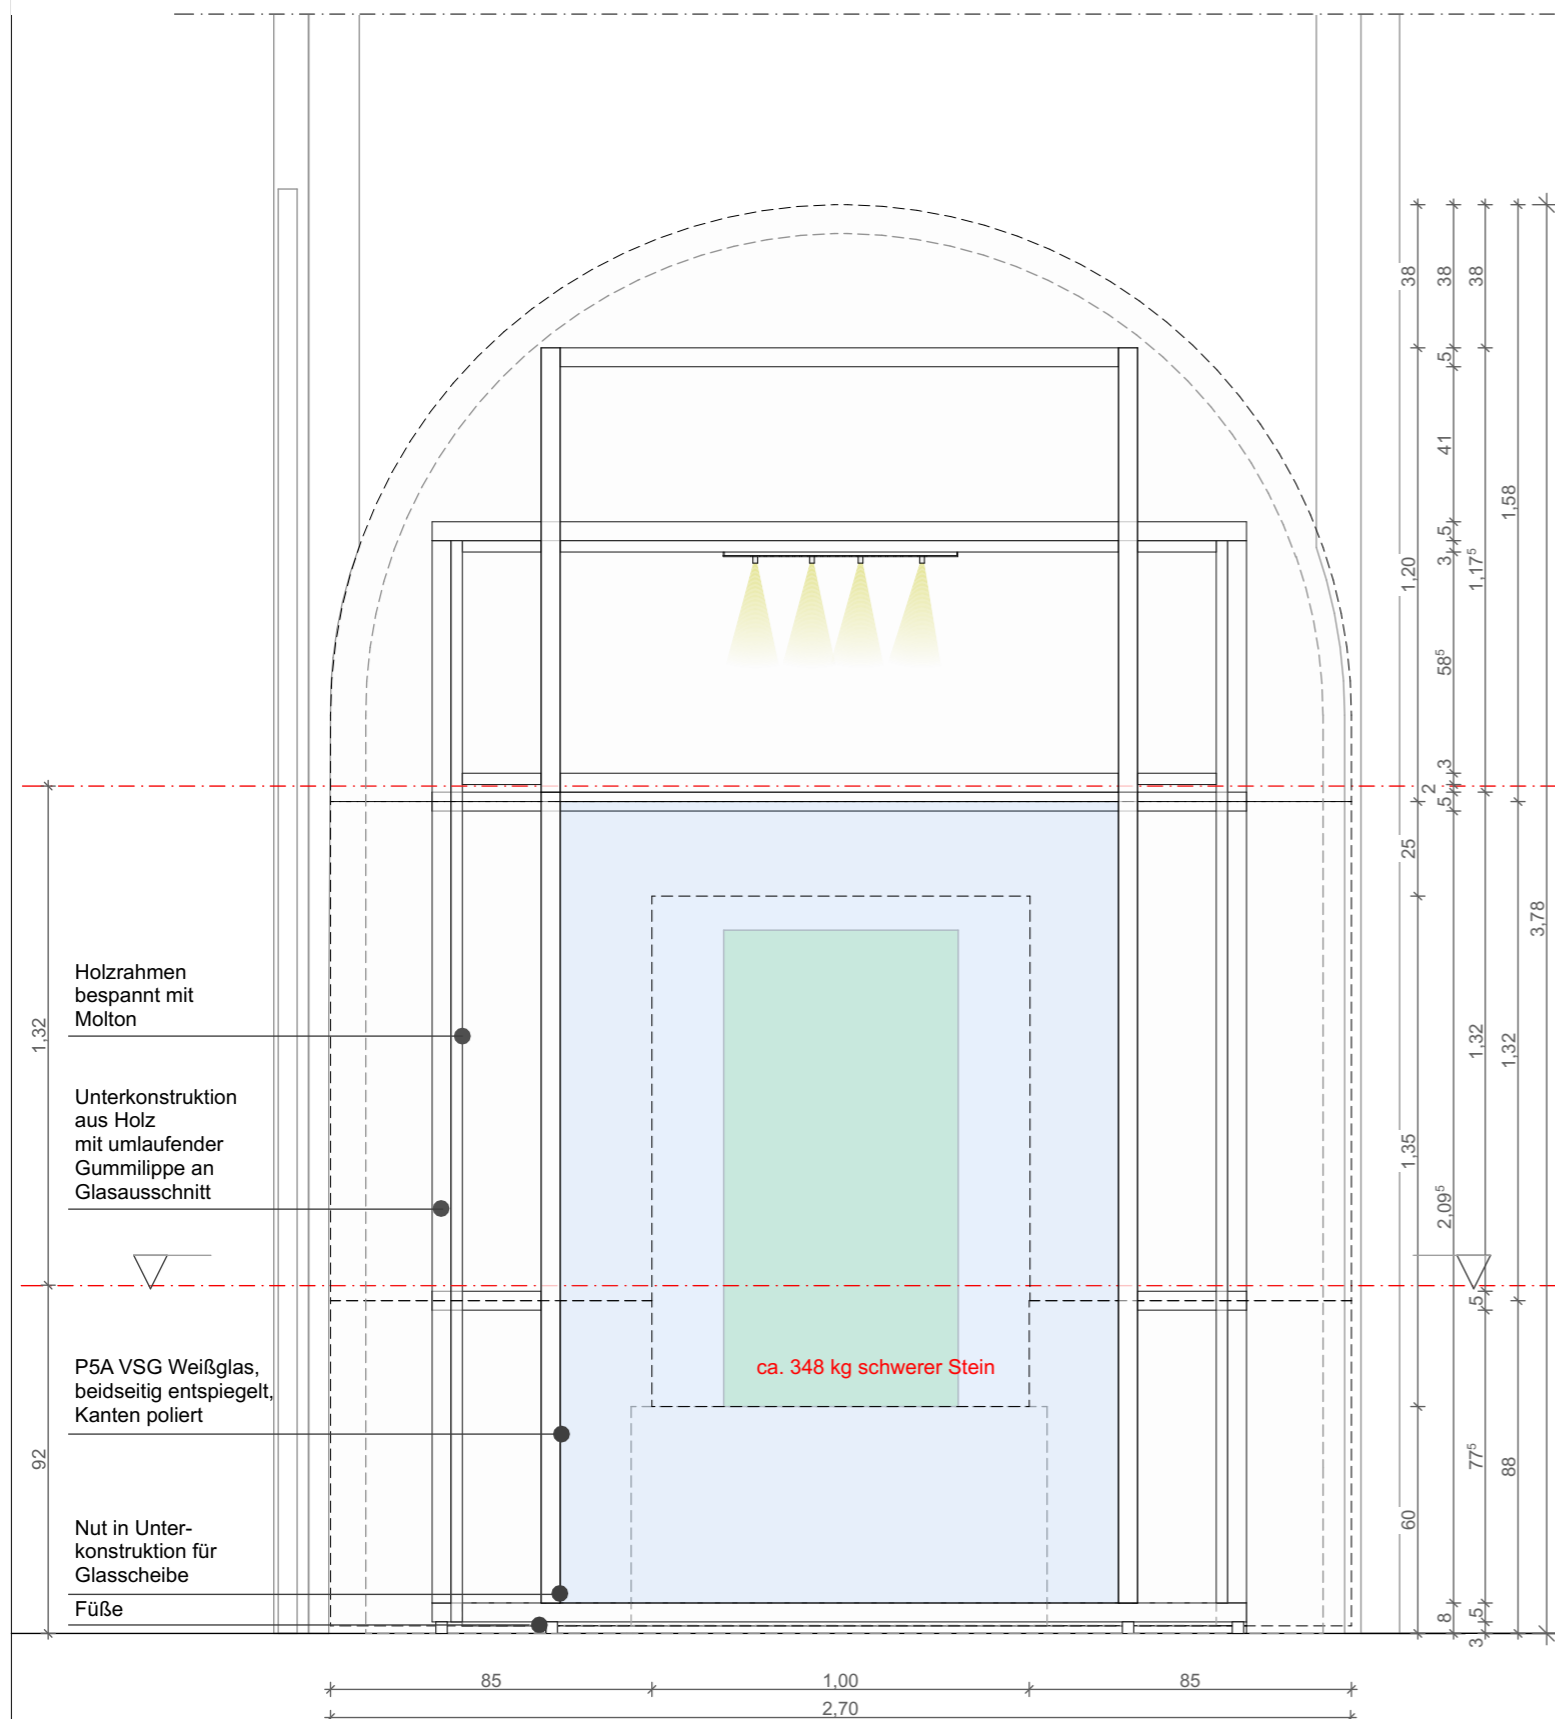 38
38
38
5
41
1,58
5
3
1,20
1,17⁵
58⁵
3
2
5
25
3,78
Holzrahmen
bespannt mit
Molton
1,32
1,32
1,32
Unterkonstruktion
aus Holz
mit umlaufender
Gummilippe an
Glasausschnitt
1,35
2,09⁵
5
P5A VSG Weißglas,
beidseitig entspiegelt,
Kanten poliert
ca. 348 kg schwerer Stein
92
77⁵
88
60
Nut in Unter-
konstruktion für
Glasscheibe
Füße
8
5
3
85
1,00
85
2,70